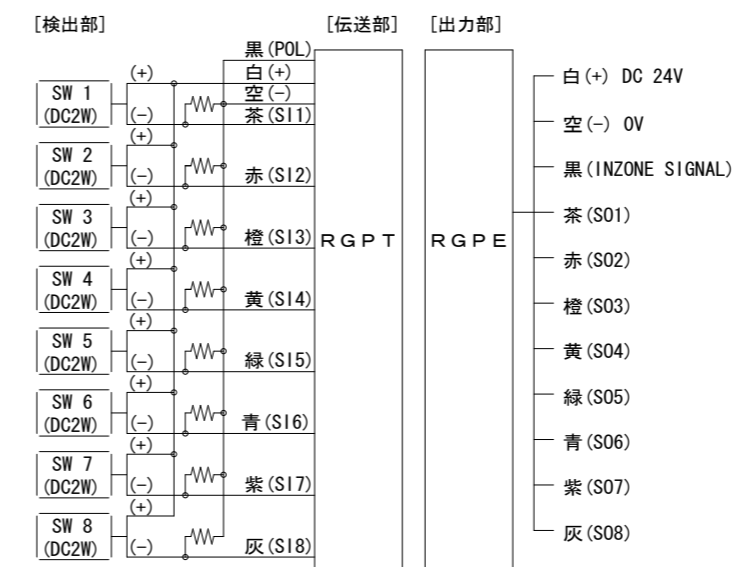 [検出部]
[伝送部]
[出力部]
黒(POL)
白(+)
空(-)
茶(SI1)
赤(SI2)
橙(SI3)
黄(SI4)
緑(SI5)
青(SI6)
紫(SI7)
灰(SI8)
SW 1
(DC2W)
(+)
(-)
SW 2
(DC2W)
(+)
(-)
SW 3
(DC2W)
(+)
(-)
SW 4
(DC2W)
(+)
(-)
SW 5
(DC2W)
(+)
(-)
SW 6
(DC2W)
(+)
(-)
SW 7
(DC2W)
(+)
(-)
SW 8
(DC2W)
(+)
(-)
RGPT
RGPE
白(+) DC 24V
空(-) 0V
黒(INZONE SIGNAL)
茶(SO1)
赤(SO2)
橙(SO3)
黄(SO4)
緑(SO5)
青(SO6)
紫(SO7)
灰(SO8)